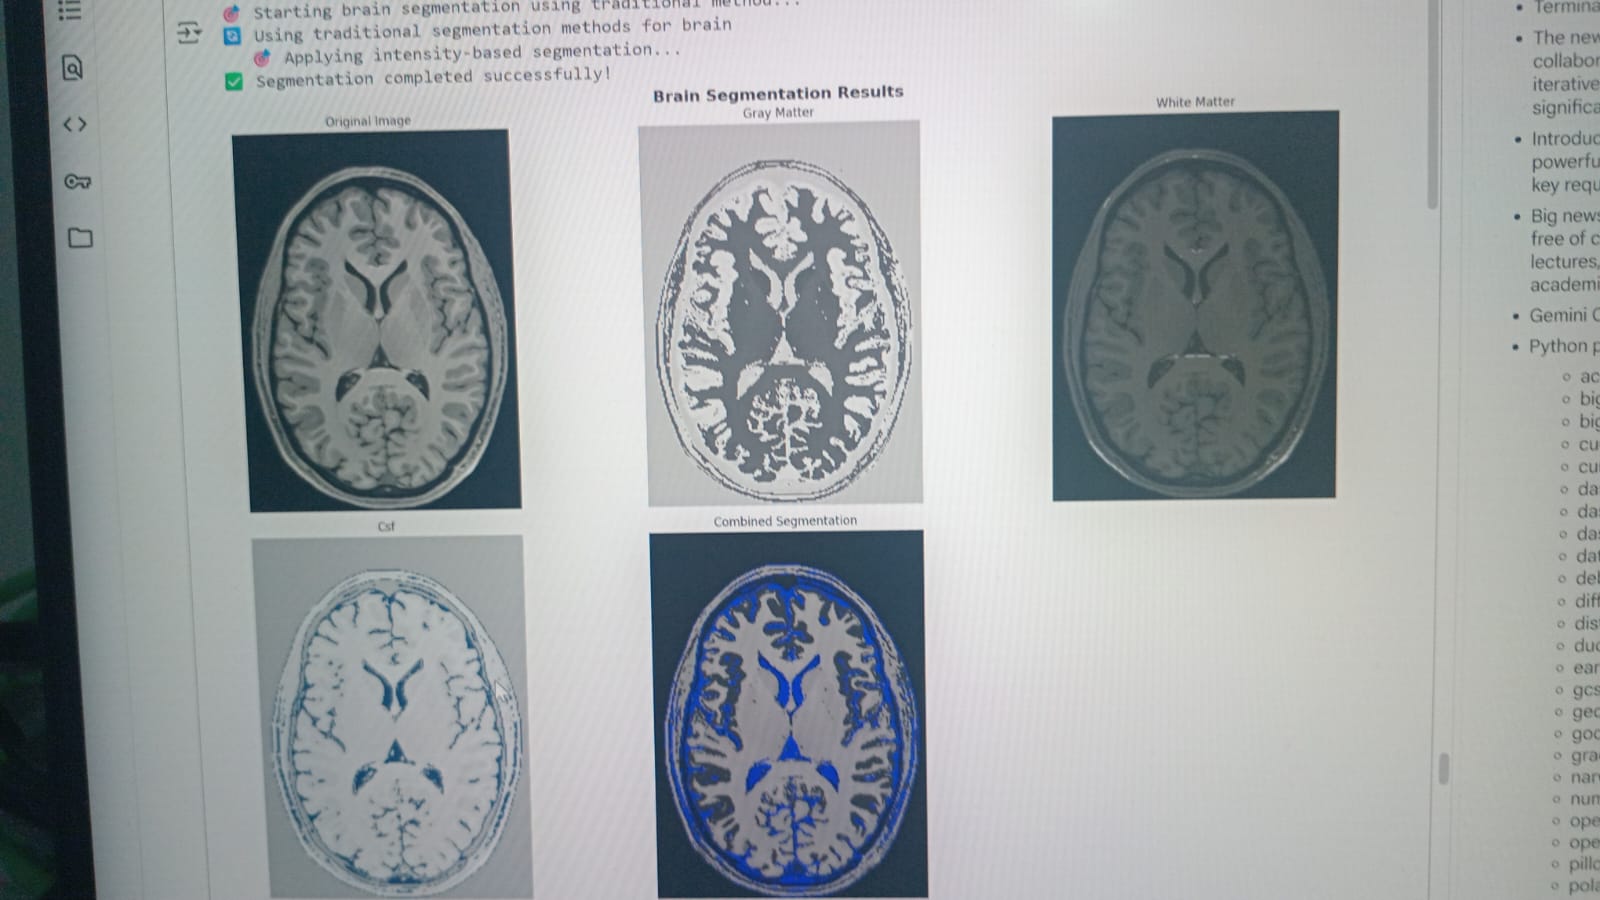 Starting brain segmentation using traditional method...
Using traditional segmentation methods for brain
Applying intensity-based segmentation...
Segmentation completed successfully!
Brain Segmentation Results
Original Image
Gray Matter
White Matter
Csf
Combined Segmentation
Termina
The new
collabor
iterative
significa
Introduc
powerfu
key requ
Big news
free of c
lectures,
academi
Gemini C
Python p
ac
big
big
cu
cu
da
da
da
dat
del
diff
dis
duc
ear
gcs
geo
goo
gra
nar
num
ope
ope
pillo
pola